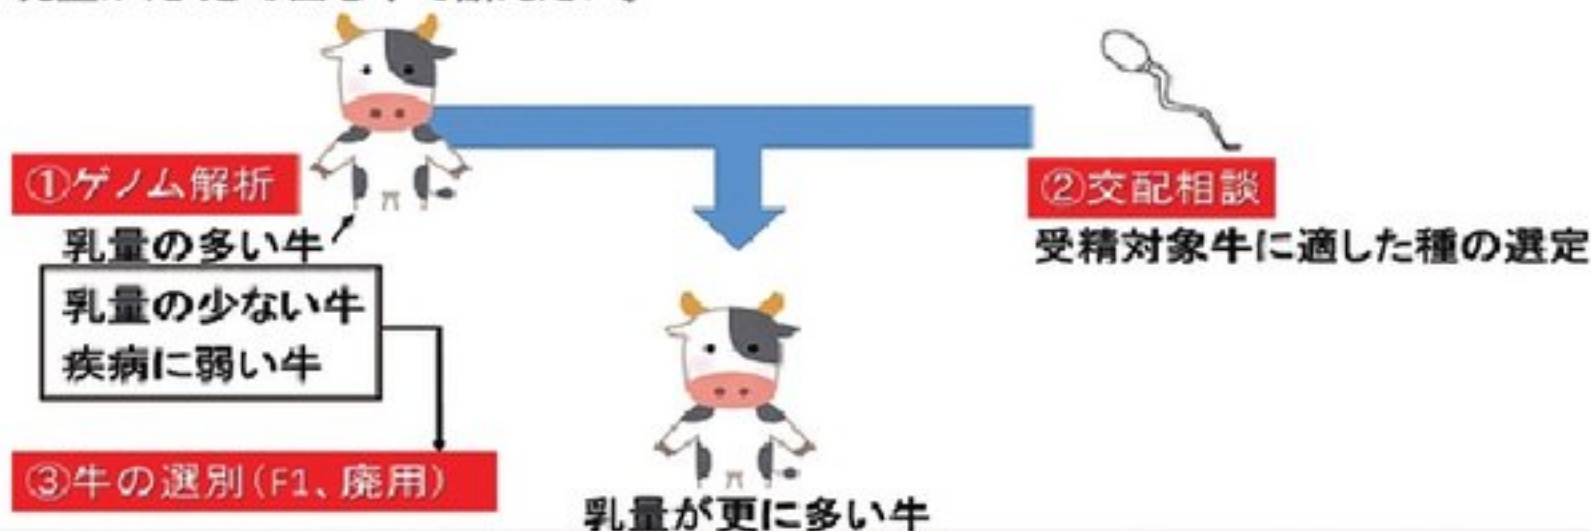 ①ゲノム解析
乳量の多い牛
乳量の少ない牛
疾病に弱い牛
③牛の選別(F1、廃用)
②交配相談
受精対象牛に適した種の選定
乳量が更に多い牛